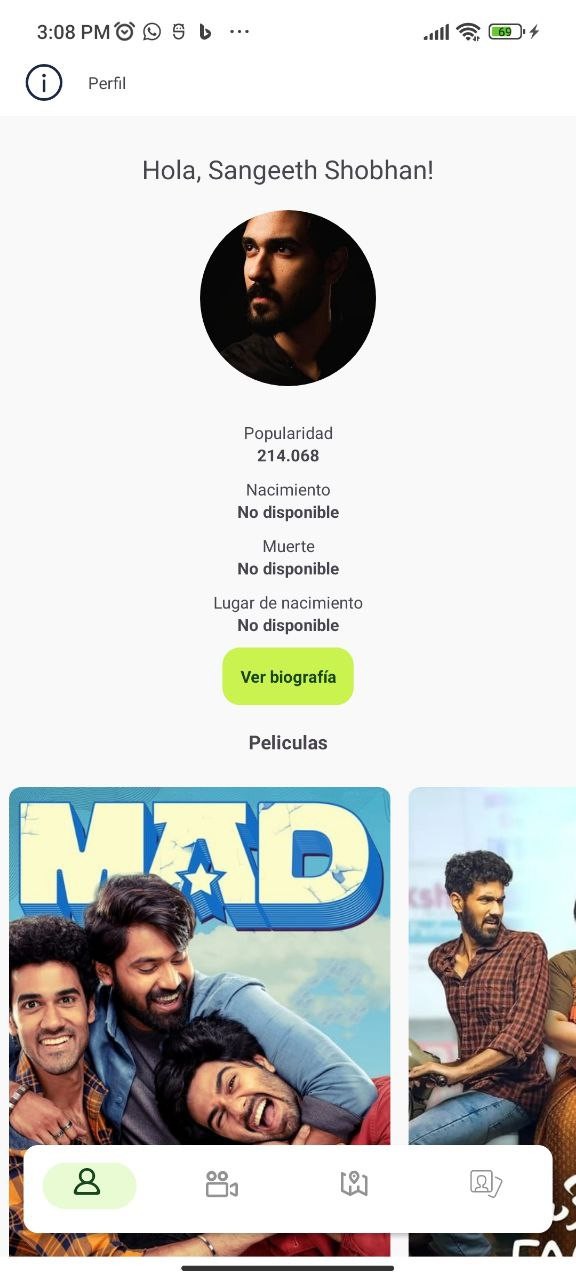 3:08 PM
69
Perfil
Hola, Sangeeth Shobhan!
Popularidad
214.068
Nacimiento
No disponible
Muerte
No disponible
Lugar de nacimiento
No disponible
Ver biografía
Peliculas
MAD